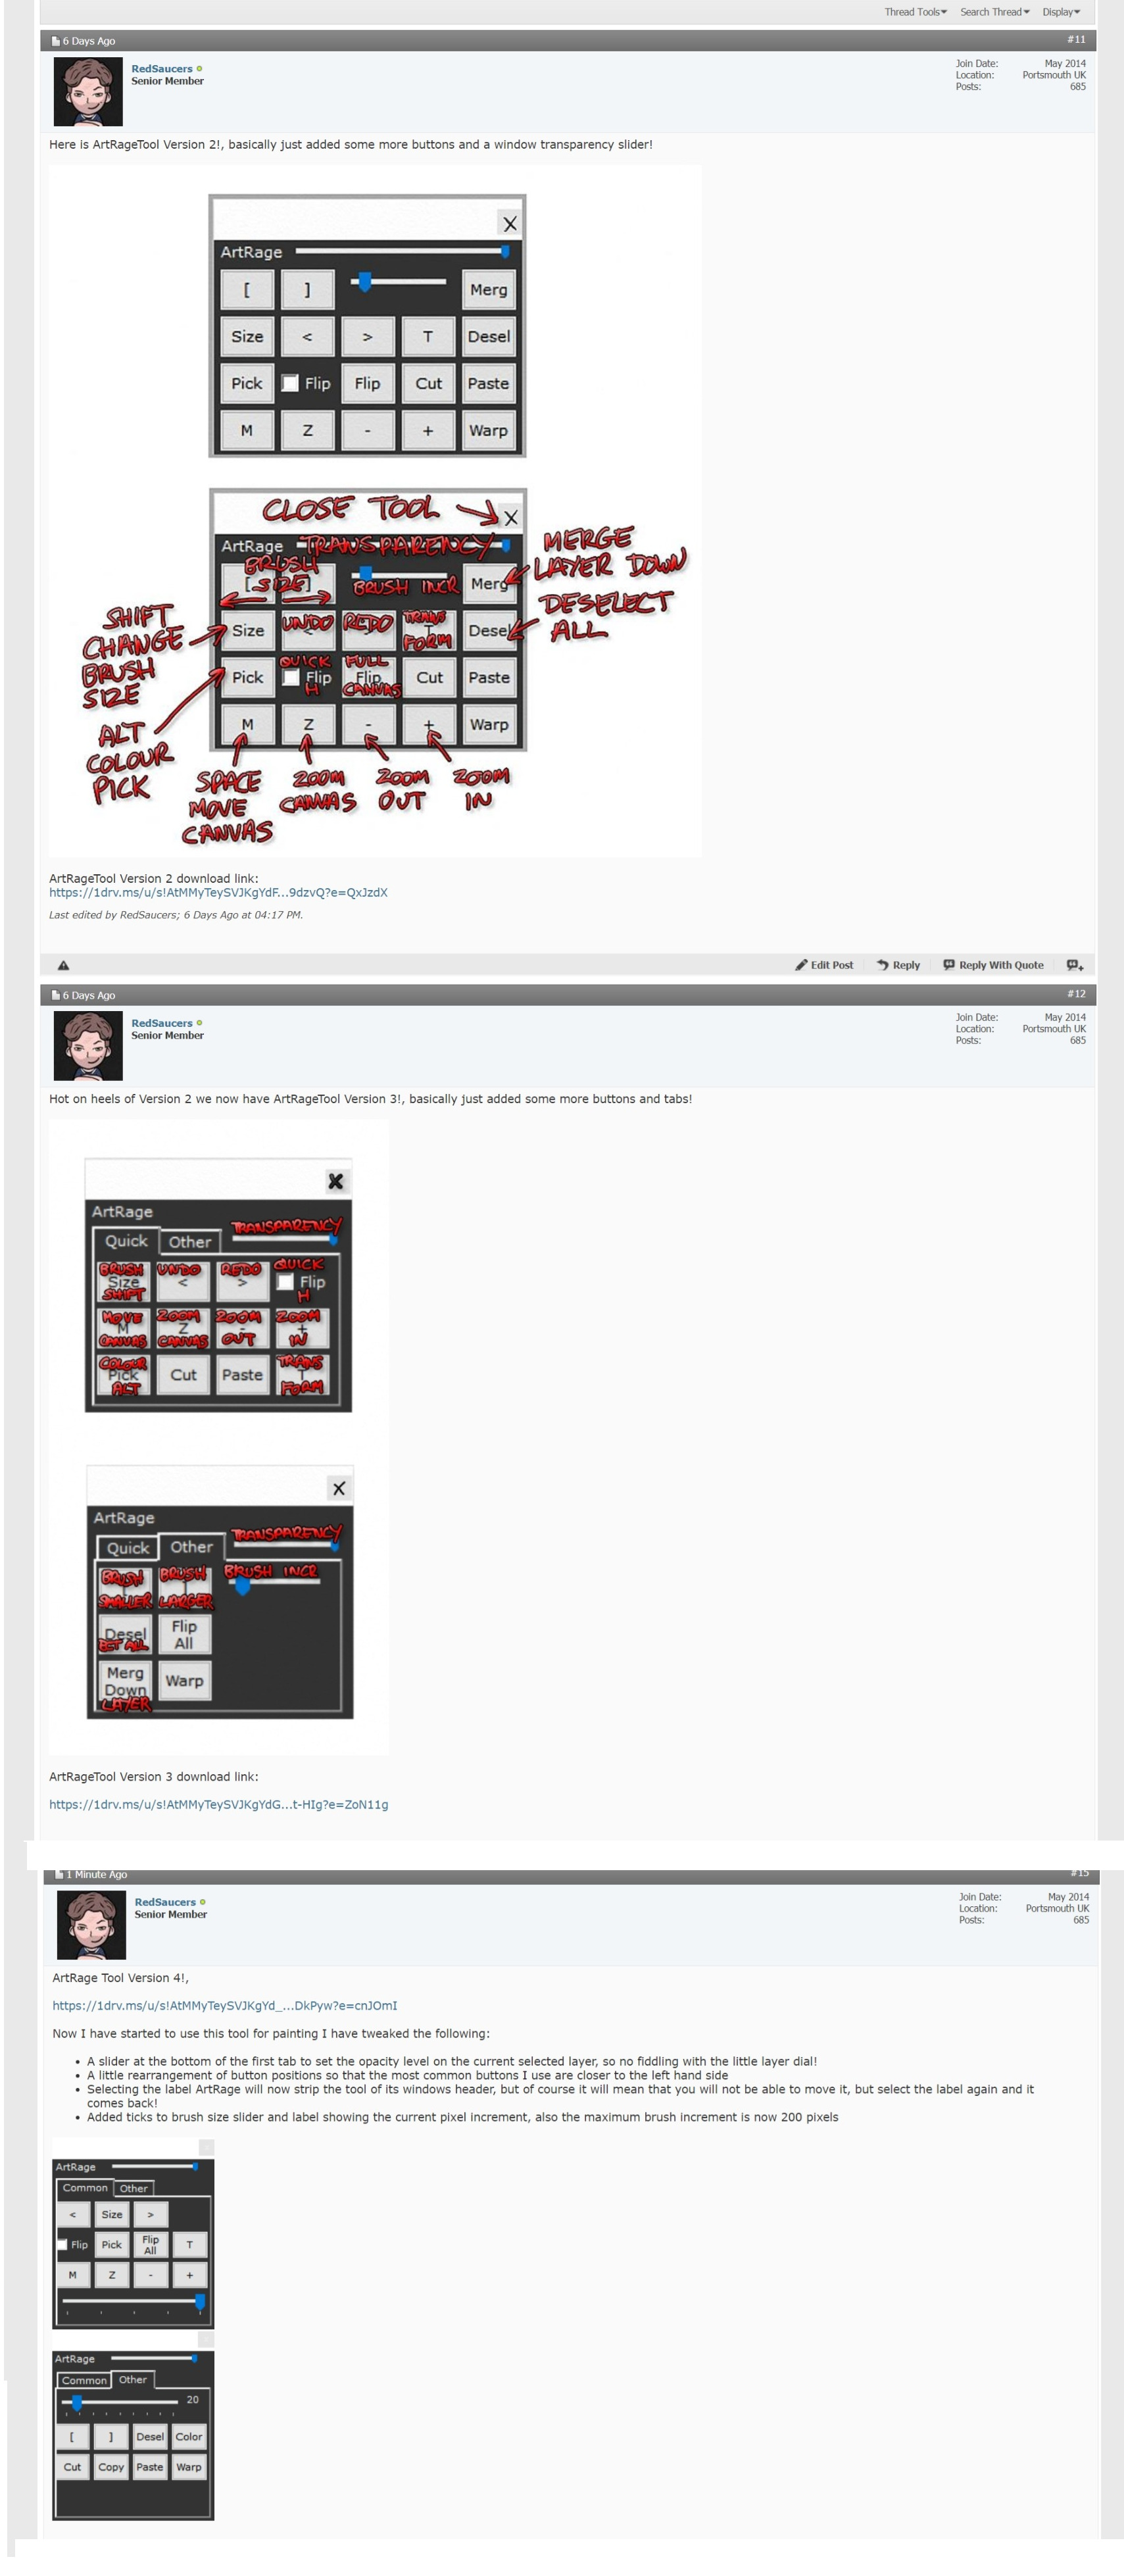 Thread Tools Search Thread Display
6 Days Ago #11
RedSaucers
Senior Member
Join Date: May 2014
Location: Portsmouth UK
Posts: 685
Here is ArtRageTool Version 2!, basically just added some more buttons and a window transparency slider!
X
ArtRage
[ ] Merg
Size < > T Desel
Pick Flip Flip Cut Paste
M Z - + Warp
CLOSE TOOL X
ArtRage TRANSPARENCY
MERGE LAYER DOWN
BRUSH SIZE
[ ] BRUSH INCR Merg
DESELECT ALL
SHIFT CHANGE BRUSH SIZE
Size UNDO < REDO TRANS FORM Desel
Pick QUICK Flip H FULL Flip CANVAS Cut Paste
ALT COLOUR PICK
M Z - + Warp
SPACE MOVE CANVAS
ZOOM CANVAS
ZOOM OUT
ZOOM IN
ArtRageTool Version 2 download link:
https://1drv.ms/u/s!AtMMyTeySVJKgYdF...9dzvQ?e=QxJzdX
Last edited by RedSaucers; 6 Days Ago at 04:17 PM.
Edit Post Reply Reply With Quote
6 Days Ago #12
RedSaucers
Senior Member
Join Date: May 2014
Location: Portsmouth UK
Posts: 685
Hot on heels of Version 2 we now have ArtRageTool Version 3!, basically just added some more buttons and tabs!
X
ArtRage
TRANSPARENCY
Quick Other
BRUSH Size SHIFT UNDO < REDO > QUICK Flip H
MOVE M CANVAS ZOOM Z CANVAS ZOOM - OUT ZOOM + IN
COLOUR Pick ALT Cut Paste TRANS T FORM
X
ArtRage
TRANSPARENCY
Quick Other
BRUSH SMALLER BRUSH LARGER BRUSH INCR
Desel ECT ALL Flip All
Merg Down LAYER Warp
ArtRageTool Version 3 download link:
https://1drv.ms/u/s!AtMMyTeySVJKgYdG...t-HIg?e=ZoN11g
1 Minute Ago #15
RedSaucers
Senior Member
Join Date: May 2014
Location: Portsmouth UK
Posts: 685
ArtRage Tool Version 4!,
https://1drv.ms/u/s!AtMMyTeySVJKgYd_...DkPyw?e=cnJOmI
Now I have started to use this tool for painting I have tweaked the following:
• A slider at the bottom of the first tab to set the opacity level on the current selected layer, so no fiddling with the little layer dial!
• A little rearrangement of button positions so that the most common buttons I use are closer to the left hand side
• Selecting the label ArtRage will now strip the tool of its windows header, but of course it will mean that you will not be able to move it, but select the label again and it
comes back!
• Added ticks to brush size slider and label showing the current pixel increment, also the maximum brush increment is now 200 pixels
ArtRage
Common Other
< Size >
Flip Pick Flip All T
M Z - +
ArtRage
Common Other
20
[ ] Desel Color
Cut Copy Paste Warp